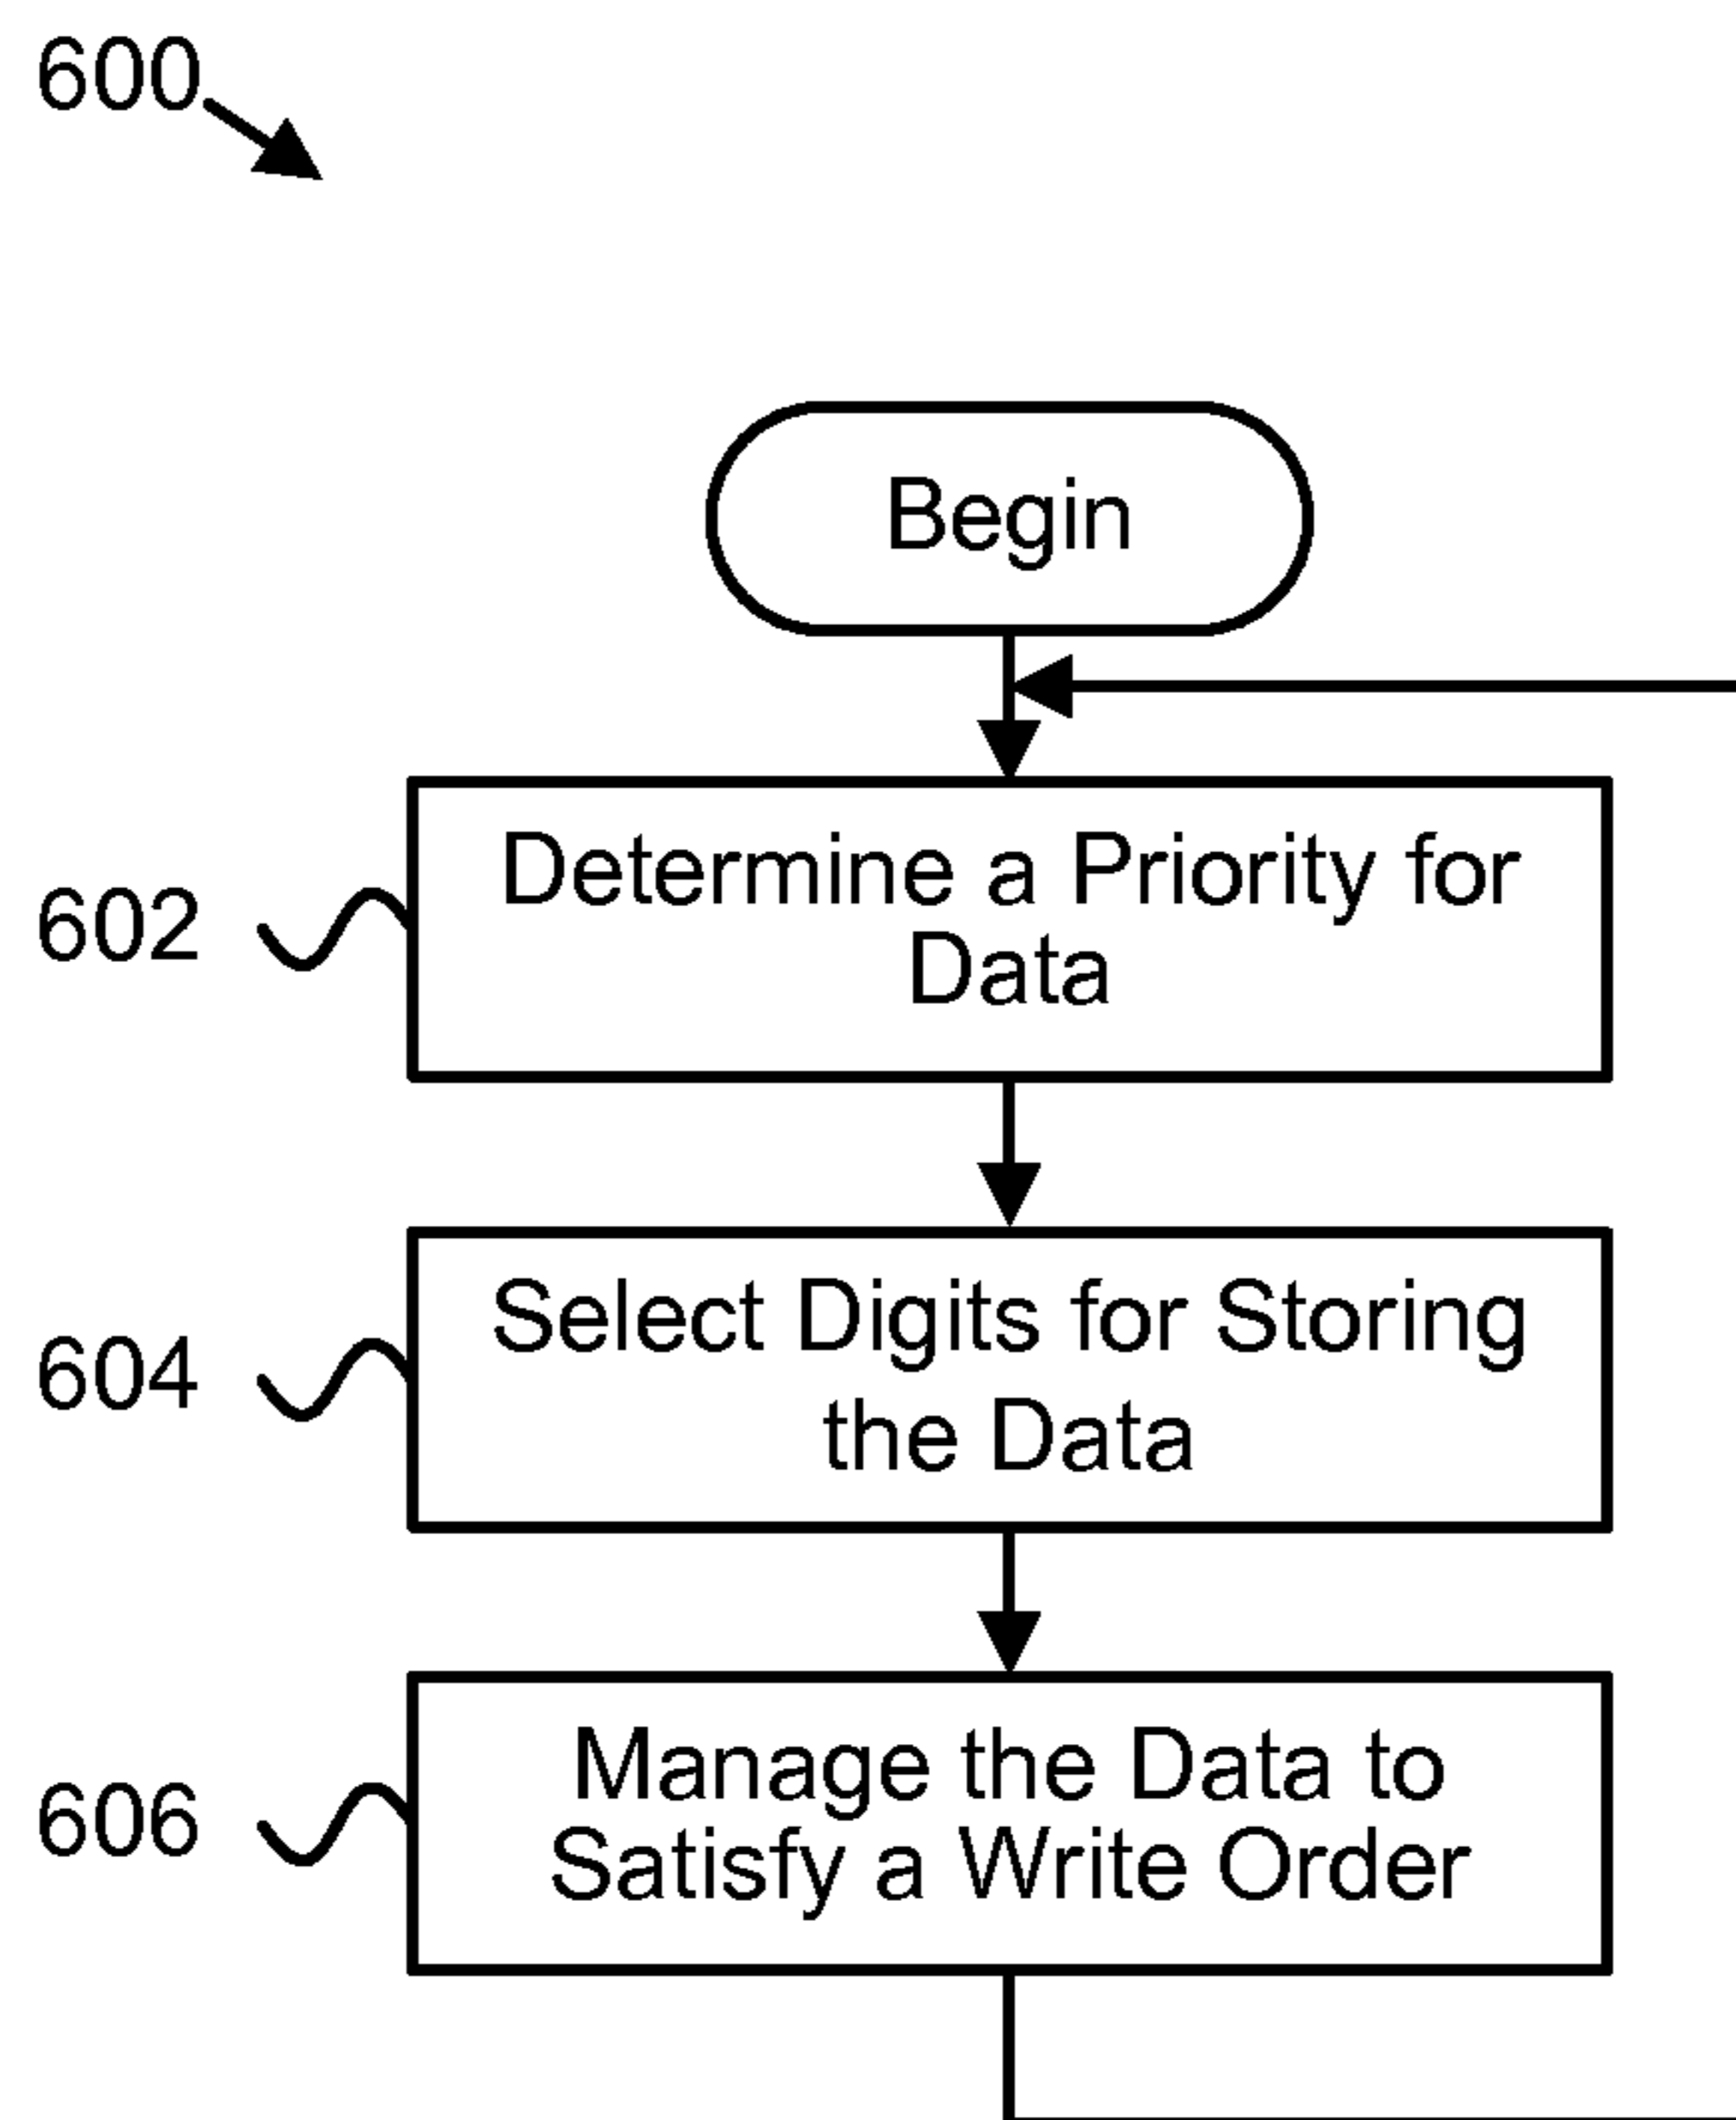 600
Begin
602
Determine a Priority for
Data
604
Select Digits for Storing
the Data
606
Manage the Data to
Satisfy a Write Order